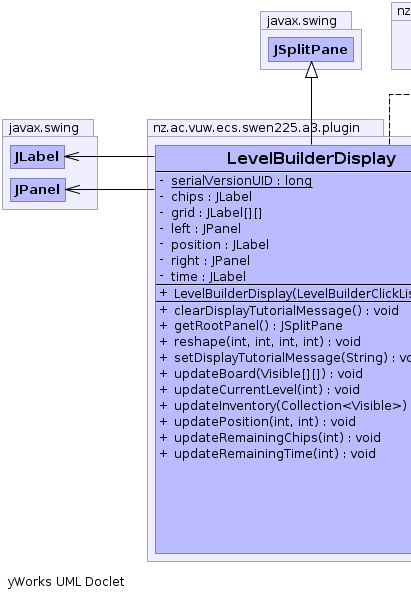 javax.swing
nz
JSplitPane
javax.swing
nz.ac.vuw.ecs.swen225.a3.plugin
JLabel
JPanel
LevelBuilderDisplay
- serialVersionUID : long
- chips : JLabel
- grid : JLabel[][]
- left : JPanel
- position : JLabel
- right : JPanel
- time : JLabel
+ LevelBuilderDisplay(LevelBuilderClickLis
+ clearDisplayTutorialMessage() : void
+ getRootPanel() : JSplitPane
+ reshape(int, int, int, int) : void
+ setDisplayTutorialMessage(String) : vo
+ updateBoard(Visible[][]) : void
+ updateCurrentLevel(int) : void
+ updateInventory(Collection<Visible>)
+ updatePosition(int, int) : void
+ updateRemainingChips(int) : void
+ updateRemainingTime(int) : void
yWorks UML Doclet